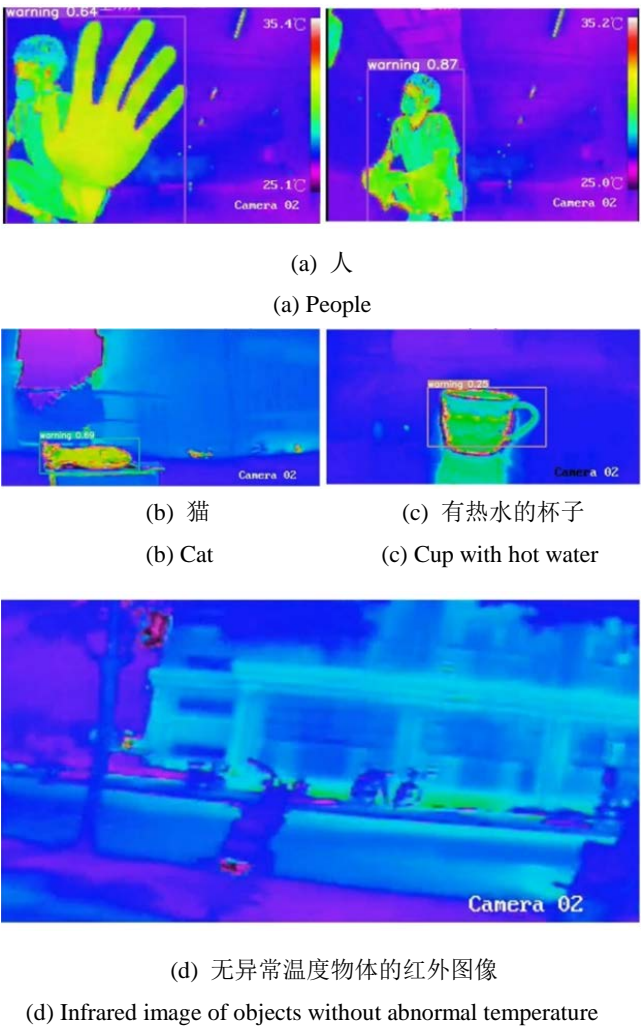 warning 0.64
35.4℃
25.1℃
Camera 02
warning 0.87
35.2℃
25.0℃
Camera 02
(a) 人
(a) People
warning 0.69
Camera 02
warning 0.25
Camera 02
(b) 猫
(c) 有热水的杯子
(b) Cat
(c) Cup with hot water
Camera 02
(d) 无异常温度物体的红外图像
(d) Infrared image of objects without abnormal temperature